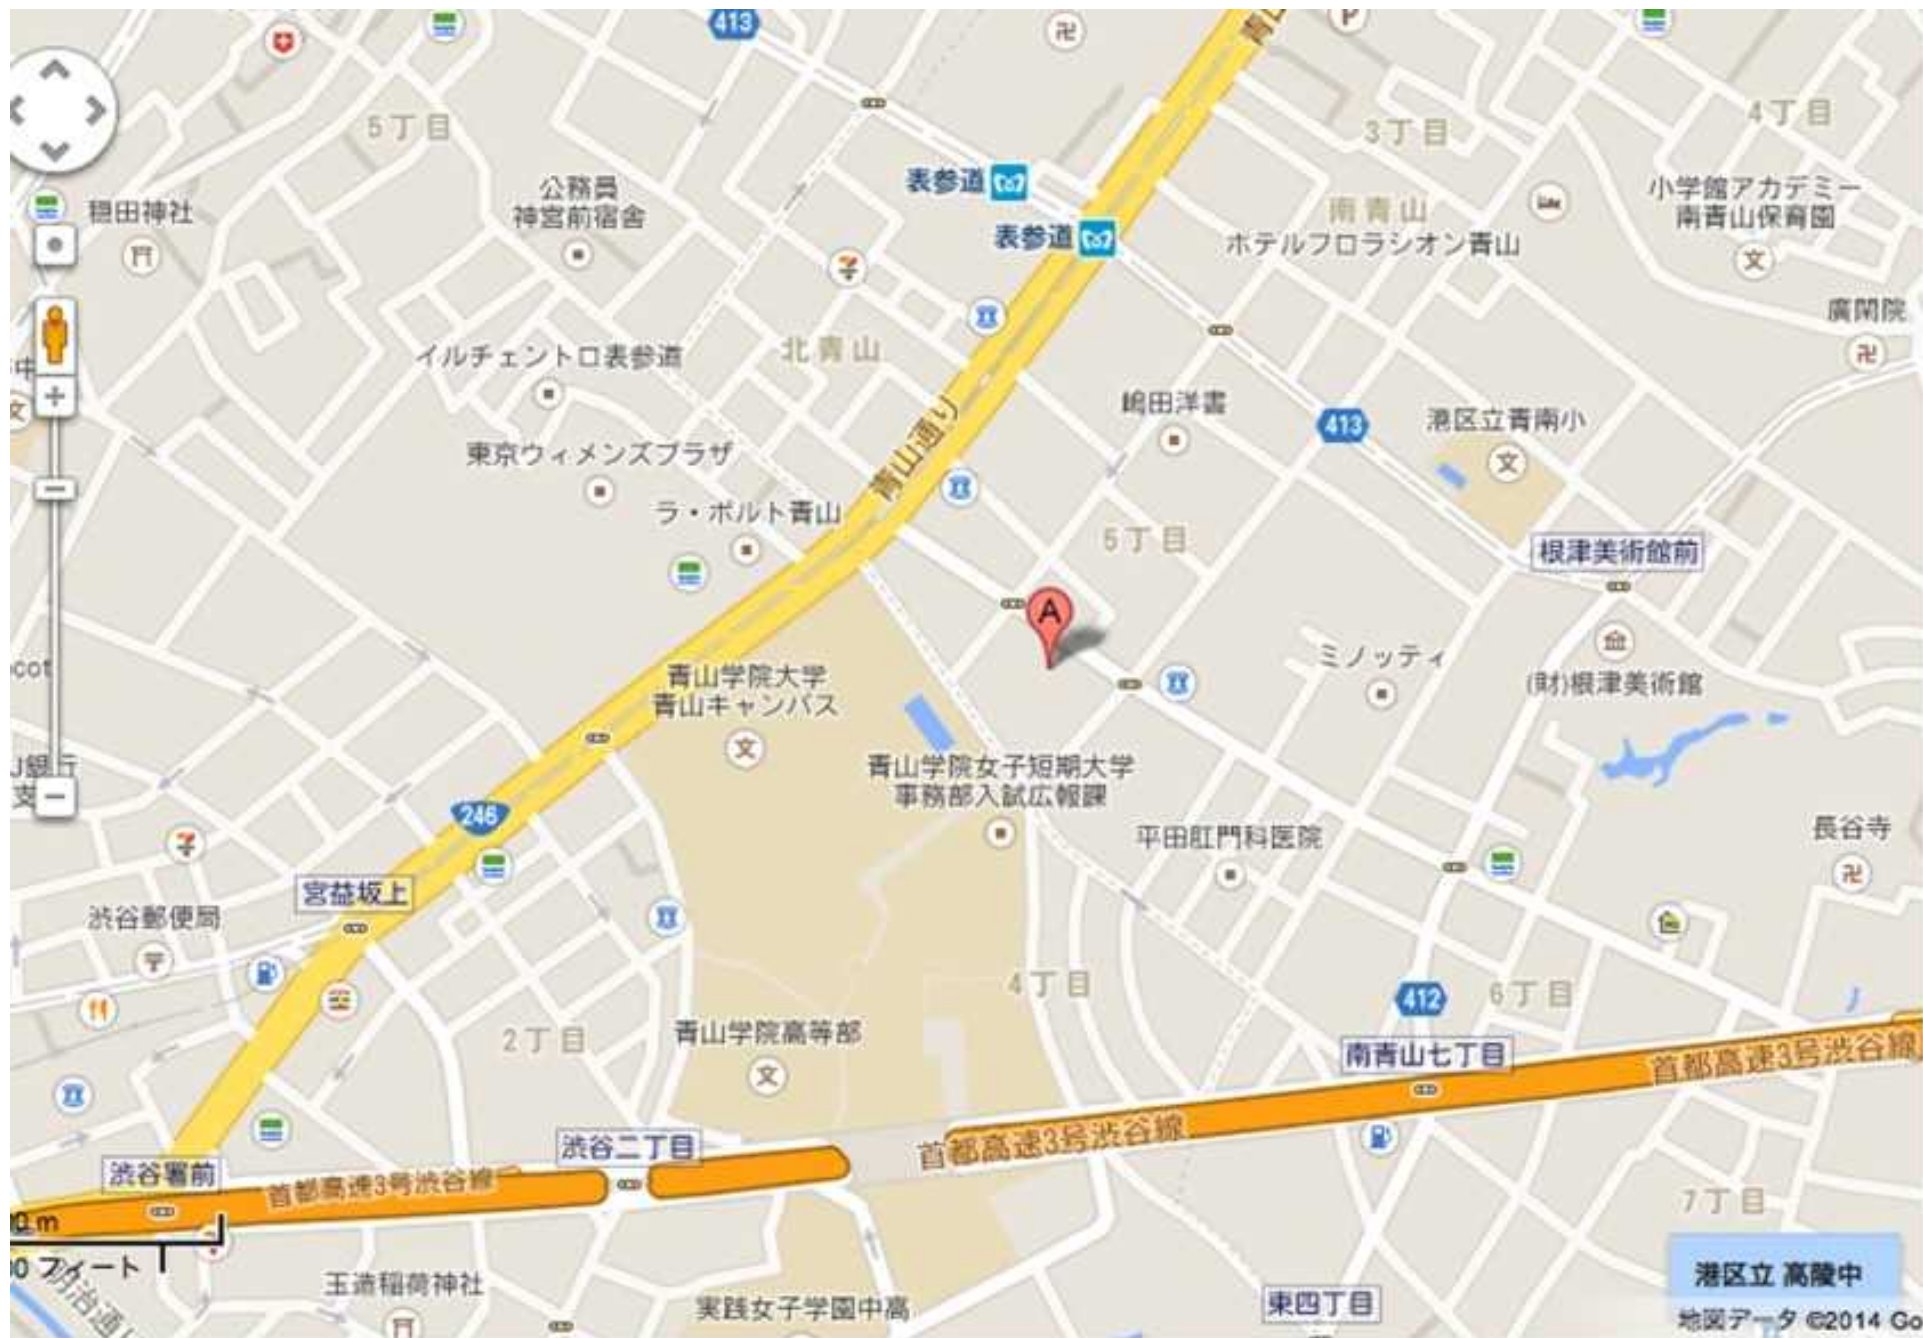 413
5丁目
4丁目
3丁目
表参道
公務員
神宮前宿舎
小学館アカデミー
南青山保育園
穏田神社
南青山
表参道
ホテルフロラシオン青山
廣閑院
中
イルチェントロ表参道
北青山
嶋田洋書
413
港区立青南小
青山通り
東京ウィメンズプラザ
ラ・ポルト青山
5丁目
根津美術館前
A
ミノッティ
cot
青山学院大学
青山キャンパス
(財)根津美術館
J銀行
支
青山学院女子短期大学
事務部入試広報課
246
平田肛門科医院
長谷寺
宮益坂上
渋谷郵便局
4丁目
412
6丁目
2丁目
青山学院高等部
南青山七丁目
首都高速3号渋谷線
首都高速3号渋谷線
渋谷二丁目
渋谷署前
首都高速3号渋谷線
7丁目
0 m
0 フィート
明治通り
玉造稲荷神社
実践女子学園中高
東四丁目
港区立 高陵中
地図データ ©2014 Go